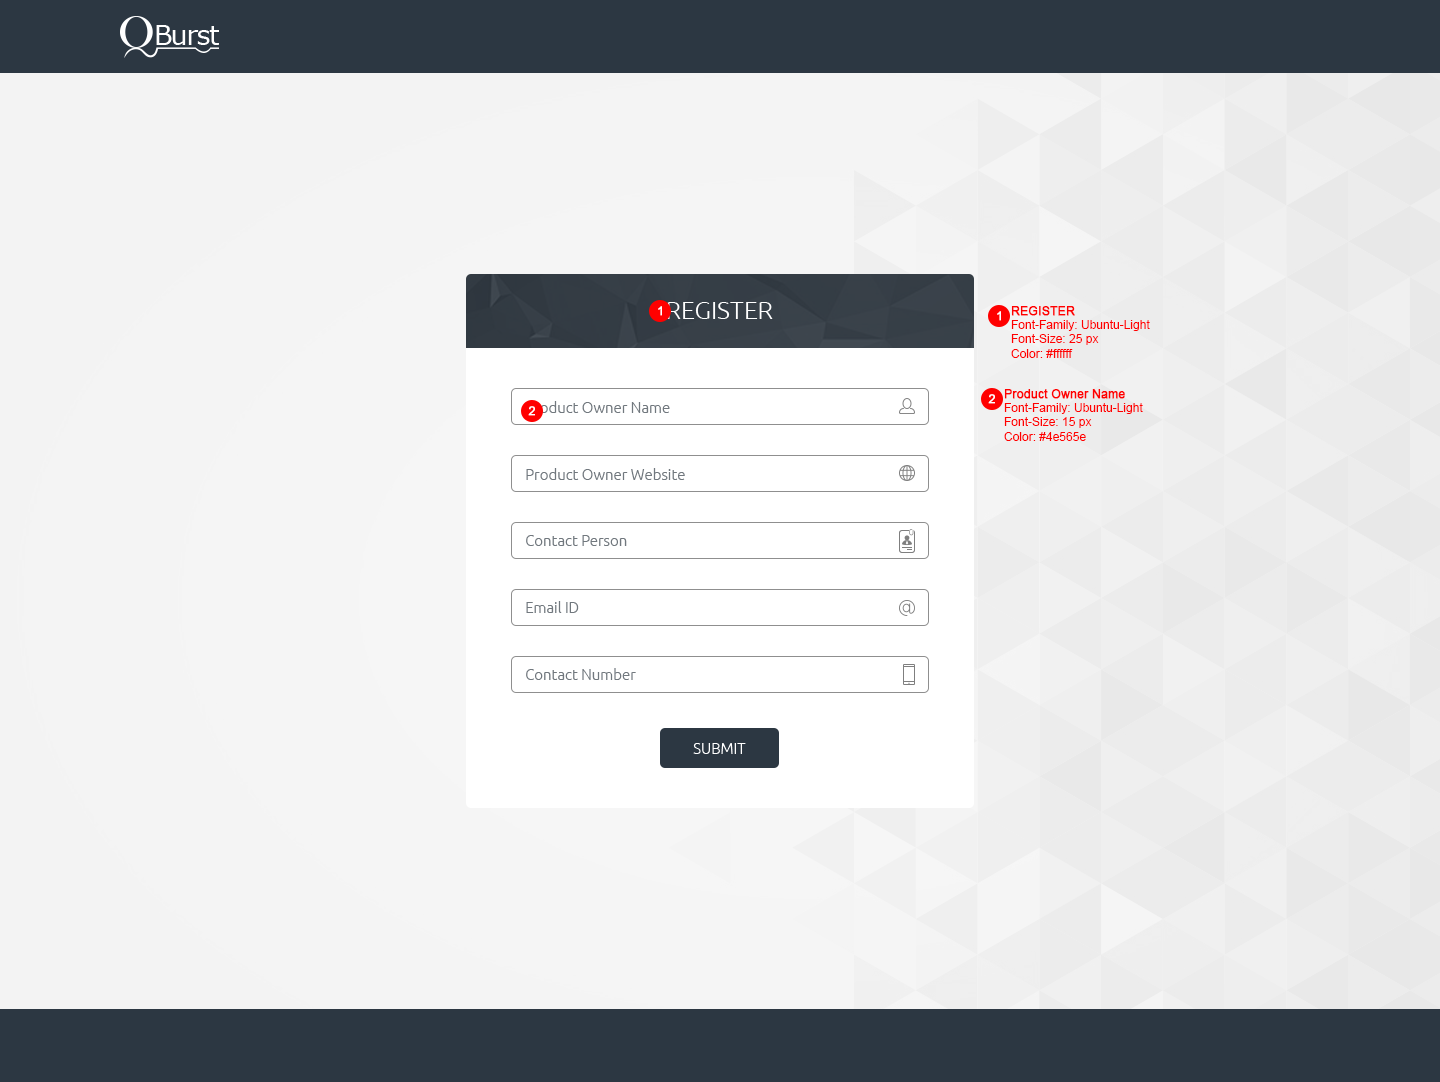 QBurst
1 REGISTER
1 REGISTER
Font-Family: Ubuntu-Light
Font-Size: 25 px
Color: #ffffff
2 oduct Owner Name
2 Product Owner Name
Font-Family: Ubuntu-Light
Font-Size: 15 px
Color: #4e565e
Product Owner Website
Contact Person
Email ID
@
Contact Number
SUBMIT